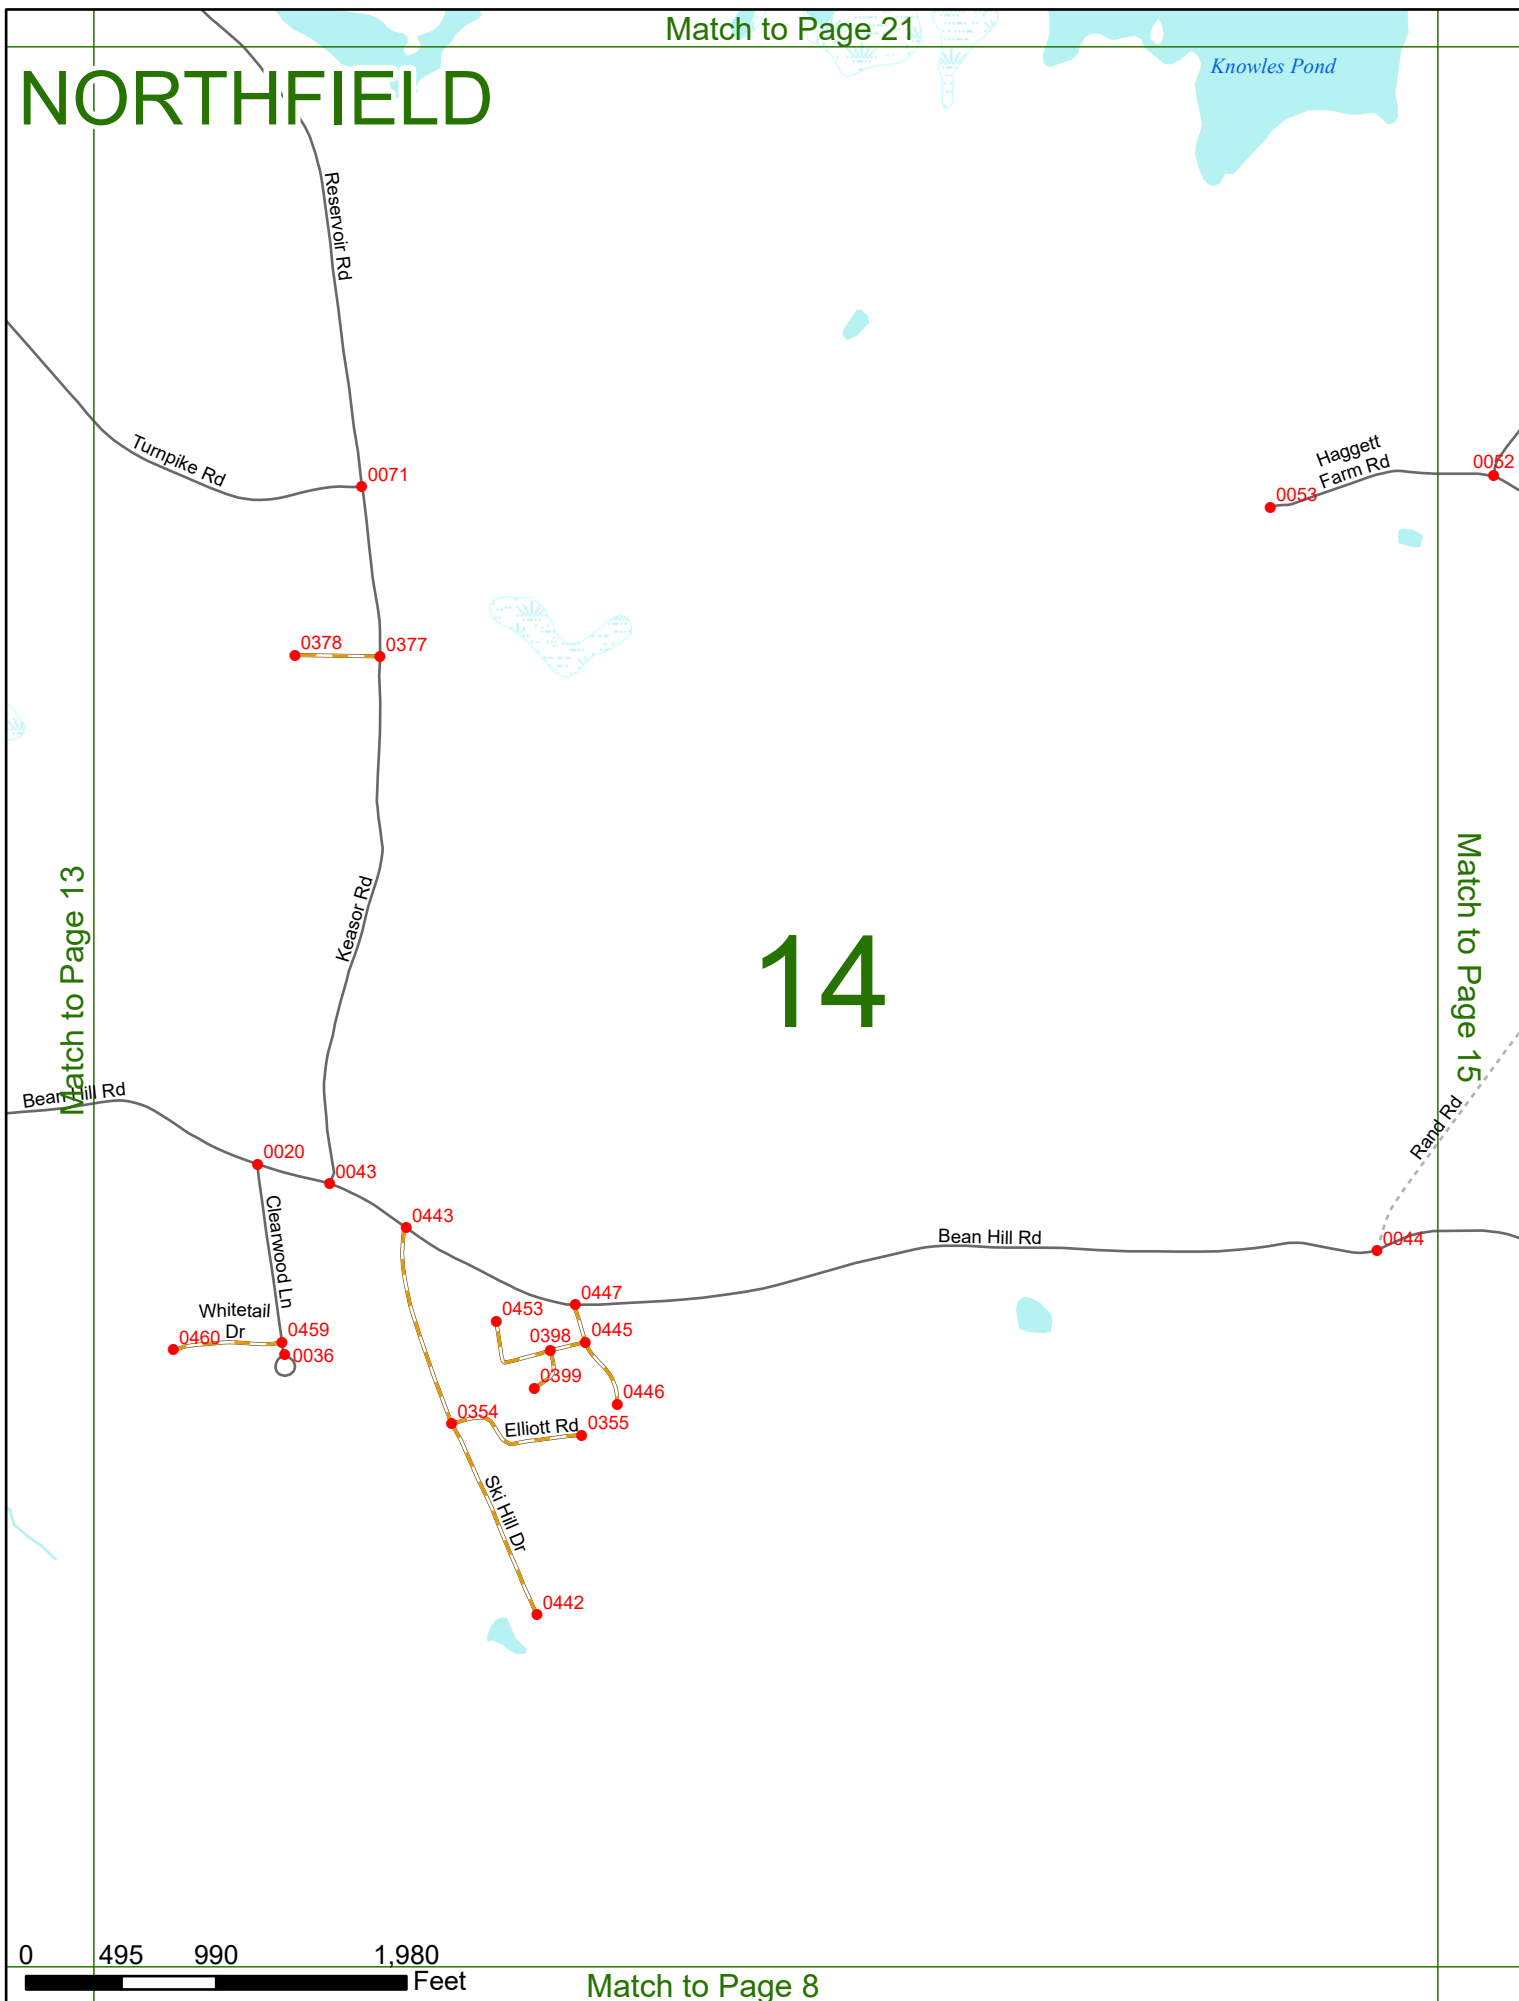 Match to Page 21
Knowles Pond
NORTHFIELD
Reservoir Rd
Turnpike Rd
0071
Haggett
Farm Rd
0052
0053
0378
0377
Match to Page 13
Match to Page 15
Keasor Rd
14
Bean Hill Rd
Rand Rd
0020
0043
Clearwood Ln
0443
Bean Hill Rd
0044
0447
0453
Whitetail
Dr
0460
0459
0036
0398
0445
0399
0446
0354
Elliott Rd
0355
Ski Hill Dr
0442
0 495 990 1,980
Feet
Match to Page 8